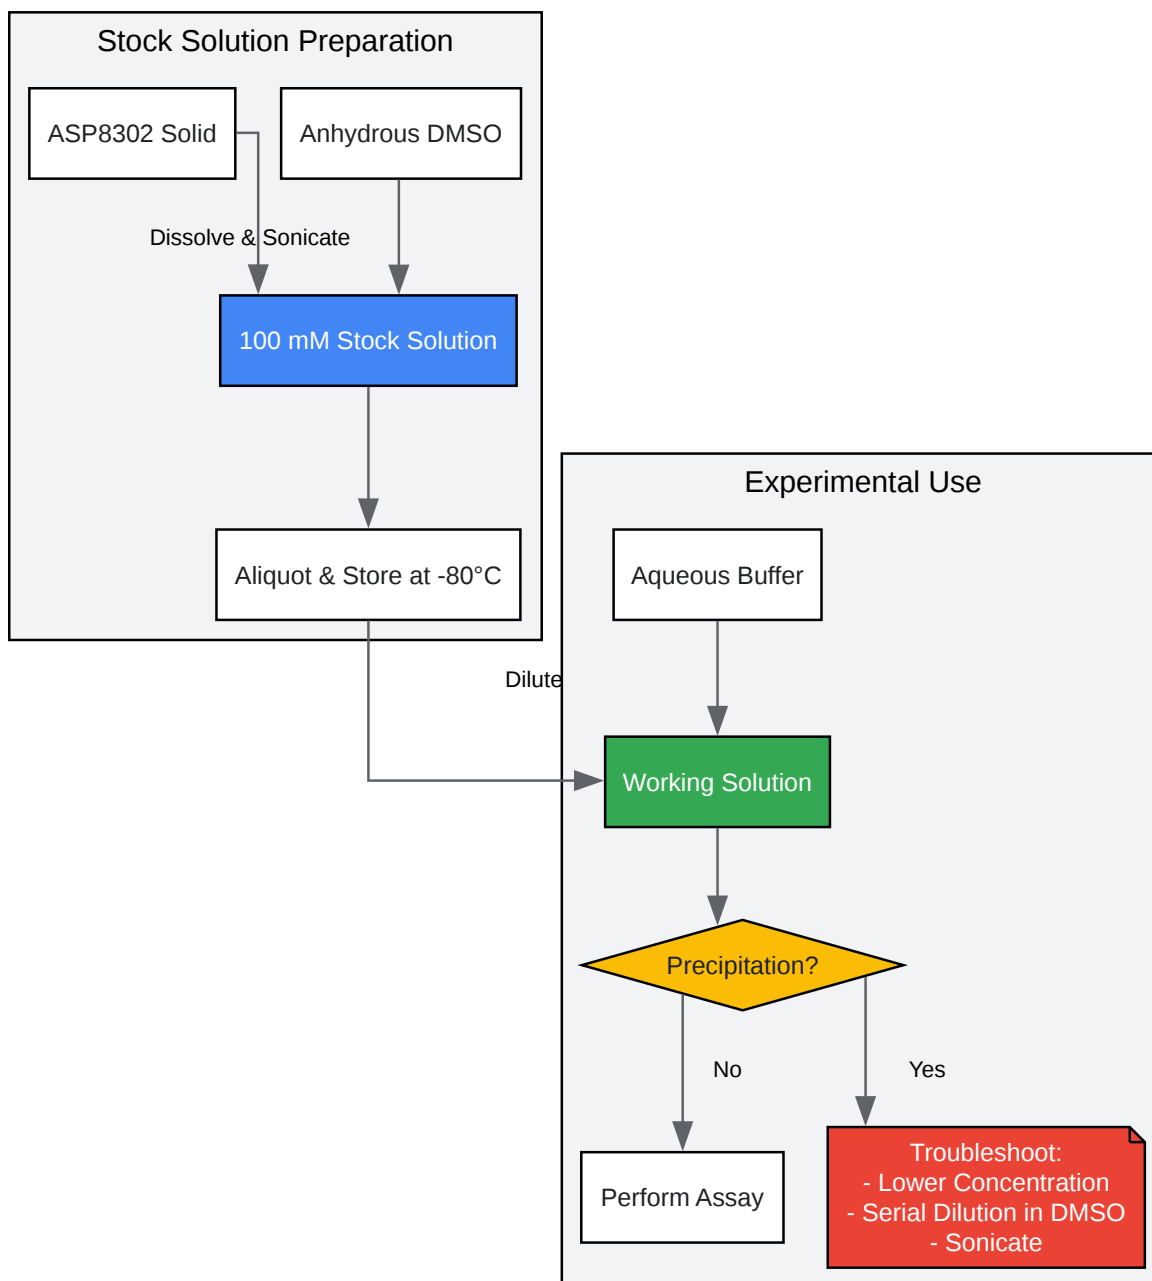 Stock Solution Preparation
ASP8302 Solid
Anhydrous DMSO
Dissolve & Sonicate
100 mM Stock Solution
Aliquot & Store at -80°C
Dilute
Experimental Use
Aqueous Buffer
Working Solution
Precipitation?
No
Yes
Perform Assay
Troubleshoot:
- Lower Concentration
- Serial Dilution in DMSO
- Sonicate